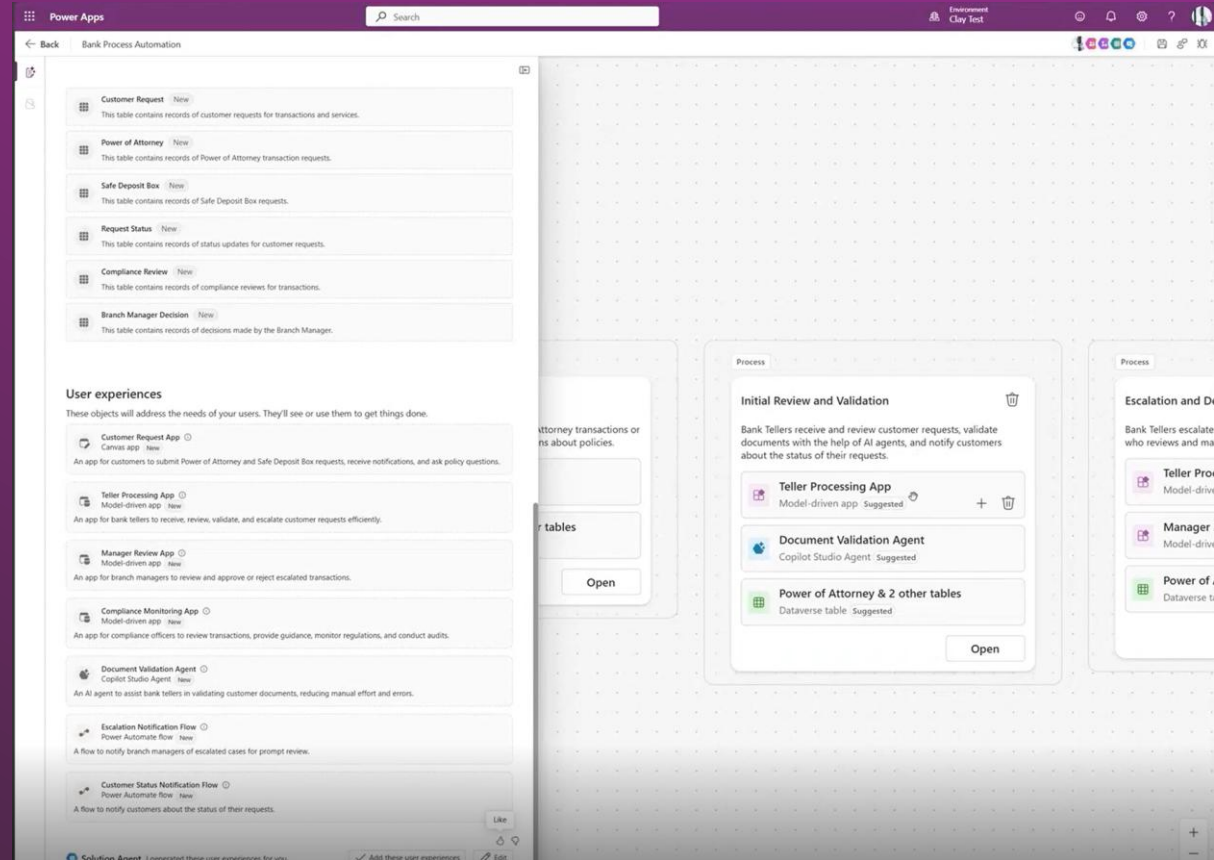 Power Apps
Search
Environment
Clay Test
Back
Bank Process Automation
Customer Request New
This table contains records of customer requests for transactions and services.
Power of Attorney New
This table contains records of Power of Attorney transaction requests.
Safe Deposit Box New
This table contains records of Safe Deposit Box requests.
Request Status New
This table contains records of status updates for customer requests.
Compliance Review New
This table contains records of compliance reviews for transactions.
Branch Manager Decision New
This table contains records of decisions made by the Branch Manager.
User experiences
These objects will address the needs of your users. They'll see or use them to get things done.
Customer Request App
Canvas app New
An app for customers to submit Power of Attorney and Safe Deposit Box requests, receive notifications, and ask policy questions.
Teller Processing App
Model-driven app New
An app for bank tellers to receive, review, validate, and escalate customer requests efficiently.
Manager Review App
Model-driven app New
An app for branch managers to review and approve or reject escalated transactions.
Compliance Monitoring App
Model-driven app New
An app for compliance officers to review transactions, provide guidance, monitor regulations, and conduct audits.
Document Validation Agent
Copilot Studio Agent New
An AI agent to assist bank tellers in validating customer documents, reducing manual effort and errors.
Escalation Notification Flow
Power Automate flow New
A flow to notify branch managers of escalated cases for prompt review.
Customer Status Notification Flow
Power Automate flow New
A flow to notify customers about the status of their requests.
Like
Solution Agent I generated these user experiences for you
Add these user experiences
Edit
ttorney transactions or
ns about policies.
r tables
Open
Process
Initial Review and Validation
Bank Tellers receive and review customer requests, validate
documents with the help of AI agents, and notify customers
about the status of their requests.
Teller Processing App
Model-driven app Suggested
Document Validation Agent
Copilot Studio Agent Suggested
Power of Attorney & 2 other tables
Dataverse table Suggested
Open
Process
Escalation and De
Bank Tellers escalate
who reviews and ma
Teller Pro
Model-drive
Manager
Model-drive
Power of
Dataverse ta